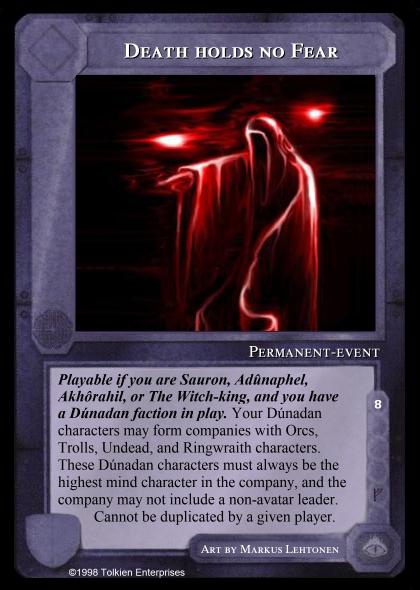 Death holds no Fear
Permanent-event
Playable if you are Sauron, Adûnaphel,
Akhôrahil, or The Witch-king, and you have
a Dúnadan faction in play. Your Dúnadan
characters may form companies with Orcs,
Trolls, Undead, and Ringwraith characters.
These Dúnadan characters must always be the
highest mind character in the company, and the
company may not include a non-avatar leader.
Cannot be duplicated by a given player.
8
Art by Markus Lehtonen
©1998 Tolkien Enterprises